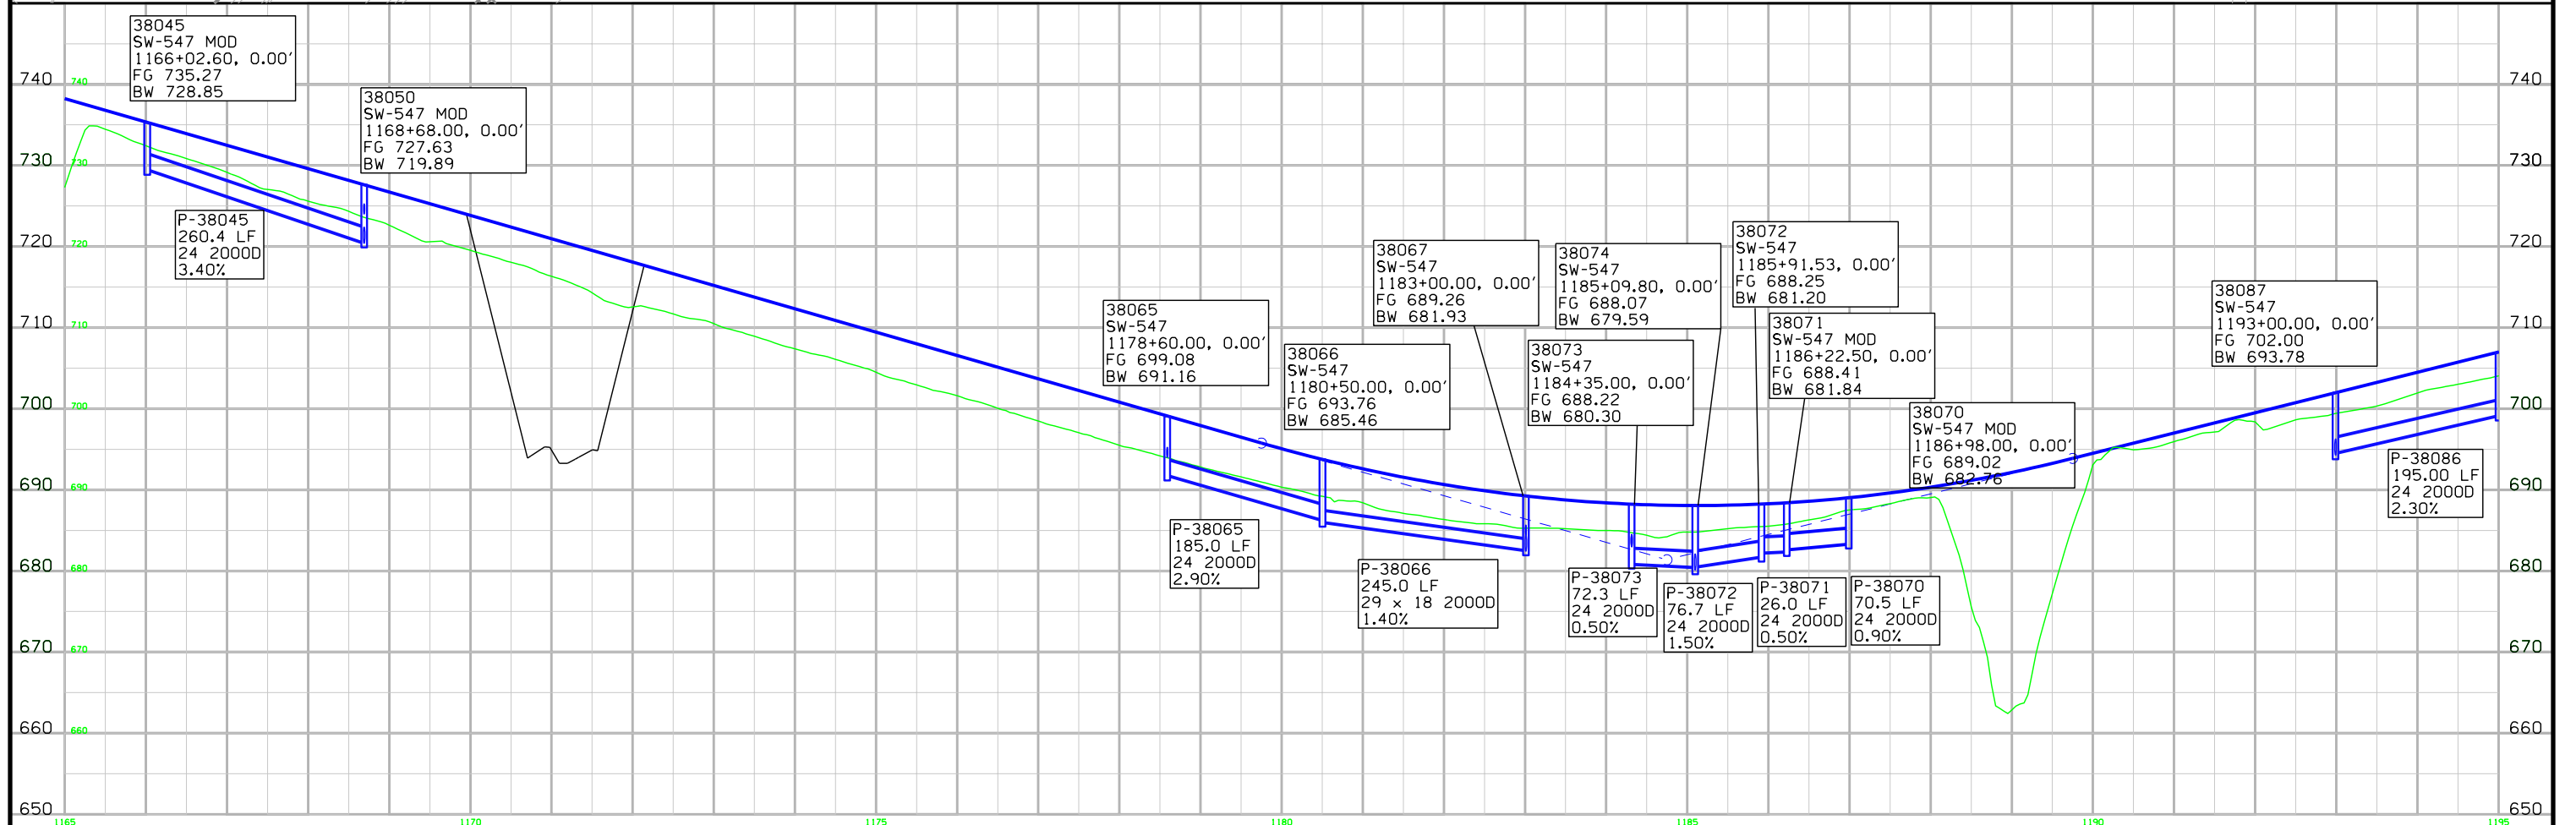 38045
SW-547 MOD
1166+02.60, 0.00'
FG 735.27
BW 728.85
38050
SW-547 MOD
1168+68.00, 0.00'
FG 727.63
BW 719.89
P-38045
260.4 LF
24 2000D
3.40%
38065
SW-547
1178+60.00, 0.00'
FG 699.08
BW 691.16
38066
SW-547
1180+50.00, 0.00'
FG 693.76
BW 685.46
38067
SW-547
1183+00.00, 0.00'
FG 689.26
BW 681.93
38074
SW-547
1185+09.80, 0.00'
FG 688.07
BW 679.59
38073
SW-547
1184+35.00, 0.00'
FG 688.22
BW 680.30
38072
SW-547
1185+91.53, 0.00'
FG 688.25
BW 681.20
38071
SW-547 MOD
1186+22.50, 0.00'
FG 688.41
BW 681.84
38070
SW-547 MOD
1186+98.00, 0.00'
FG 689.02
BW 682.76
38087
SW-547
1193+00.00, 0.00'
FG 702.00
BW 693.78
P-38065
185.0 LF
24 2000D
2.90%
P-38066
245.0 LF
29 x 18 2000D
1.40%
P-38073
72.3 LF
24 2000D
0.50%
P-38072
76.7 LF
24 2000D
1.50%
P-38071
26.0 LF
24 2000D
0.50%
P-38070
70.5 LF
24 2000D
0.90%
P-38086
195.00 LF
24 2000D
2.30%
740 740 740
730 730 730
720 720 720
710 710 710
700 700 700
690 690 690
680 680 680
670 670 670
660 660 660
650 650
1165 1170 1175 1180 1185 1190 1195